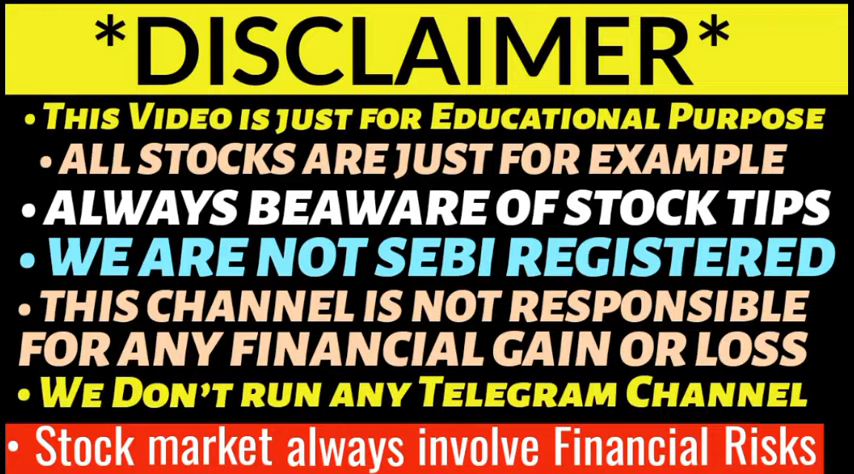 *DISCLAIMER*
• This Video is just for Educational Purpose
• ALL STOCKS ARE JUST FOR EXAMPLE
• ALWAYS BEAWARE OF STOCK TIPS
• WE ARE NOT SEBI REGISTERED
• THIS CHANNEL IS NOT RESPONSIBLE
FOR ANY FINANCIAL GAIN OR LOSS
• We Don't run any Telegram Channel
• Stock market always involve Financial Risks